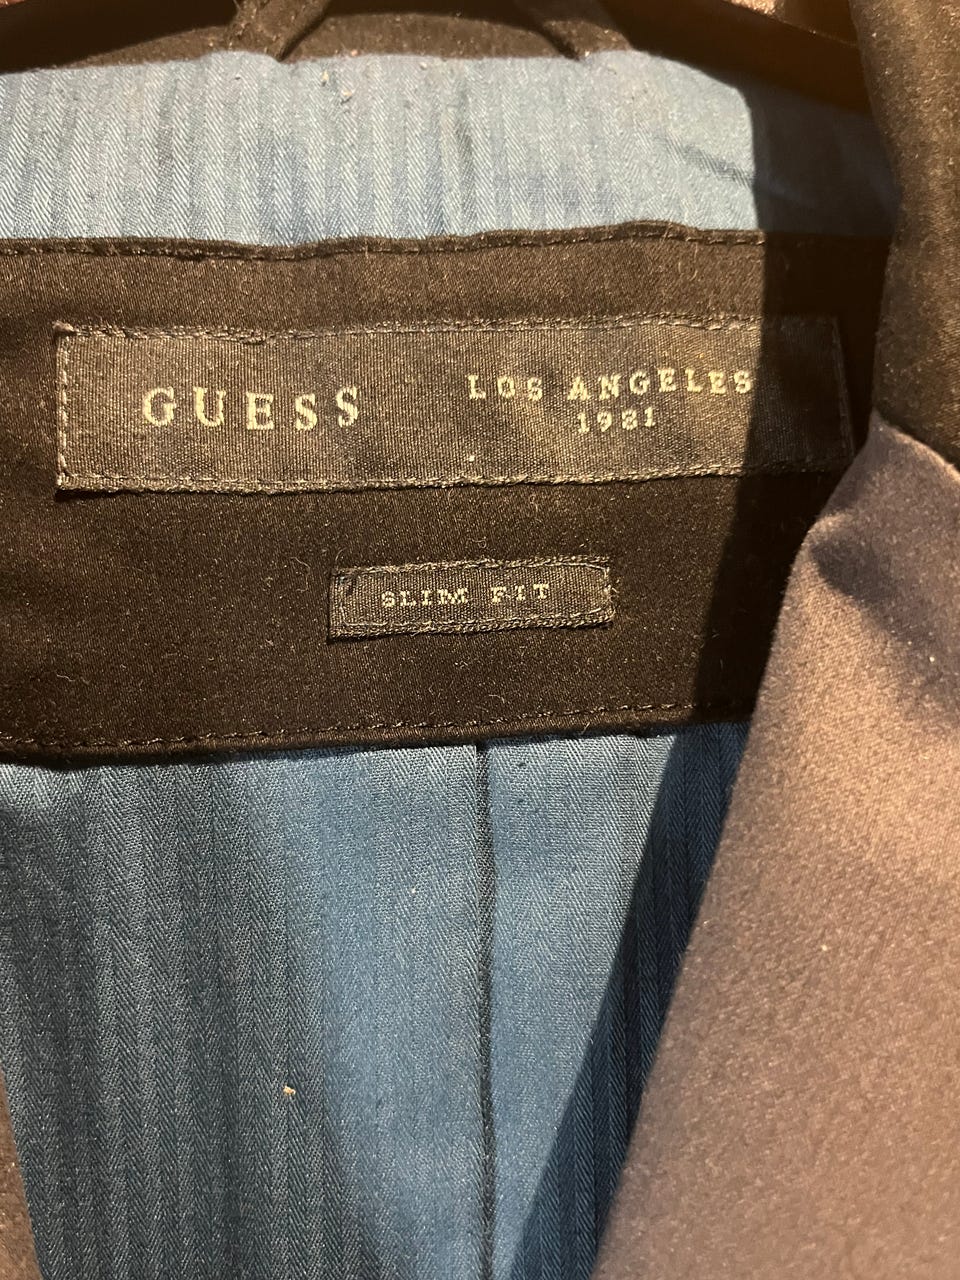 GUESS
LOS ANGELES
1981
SLIM FIT